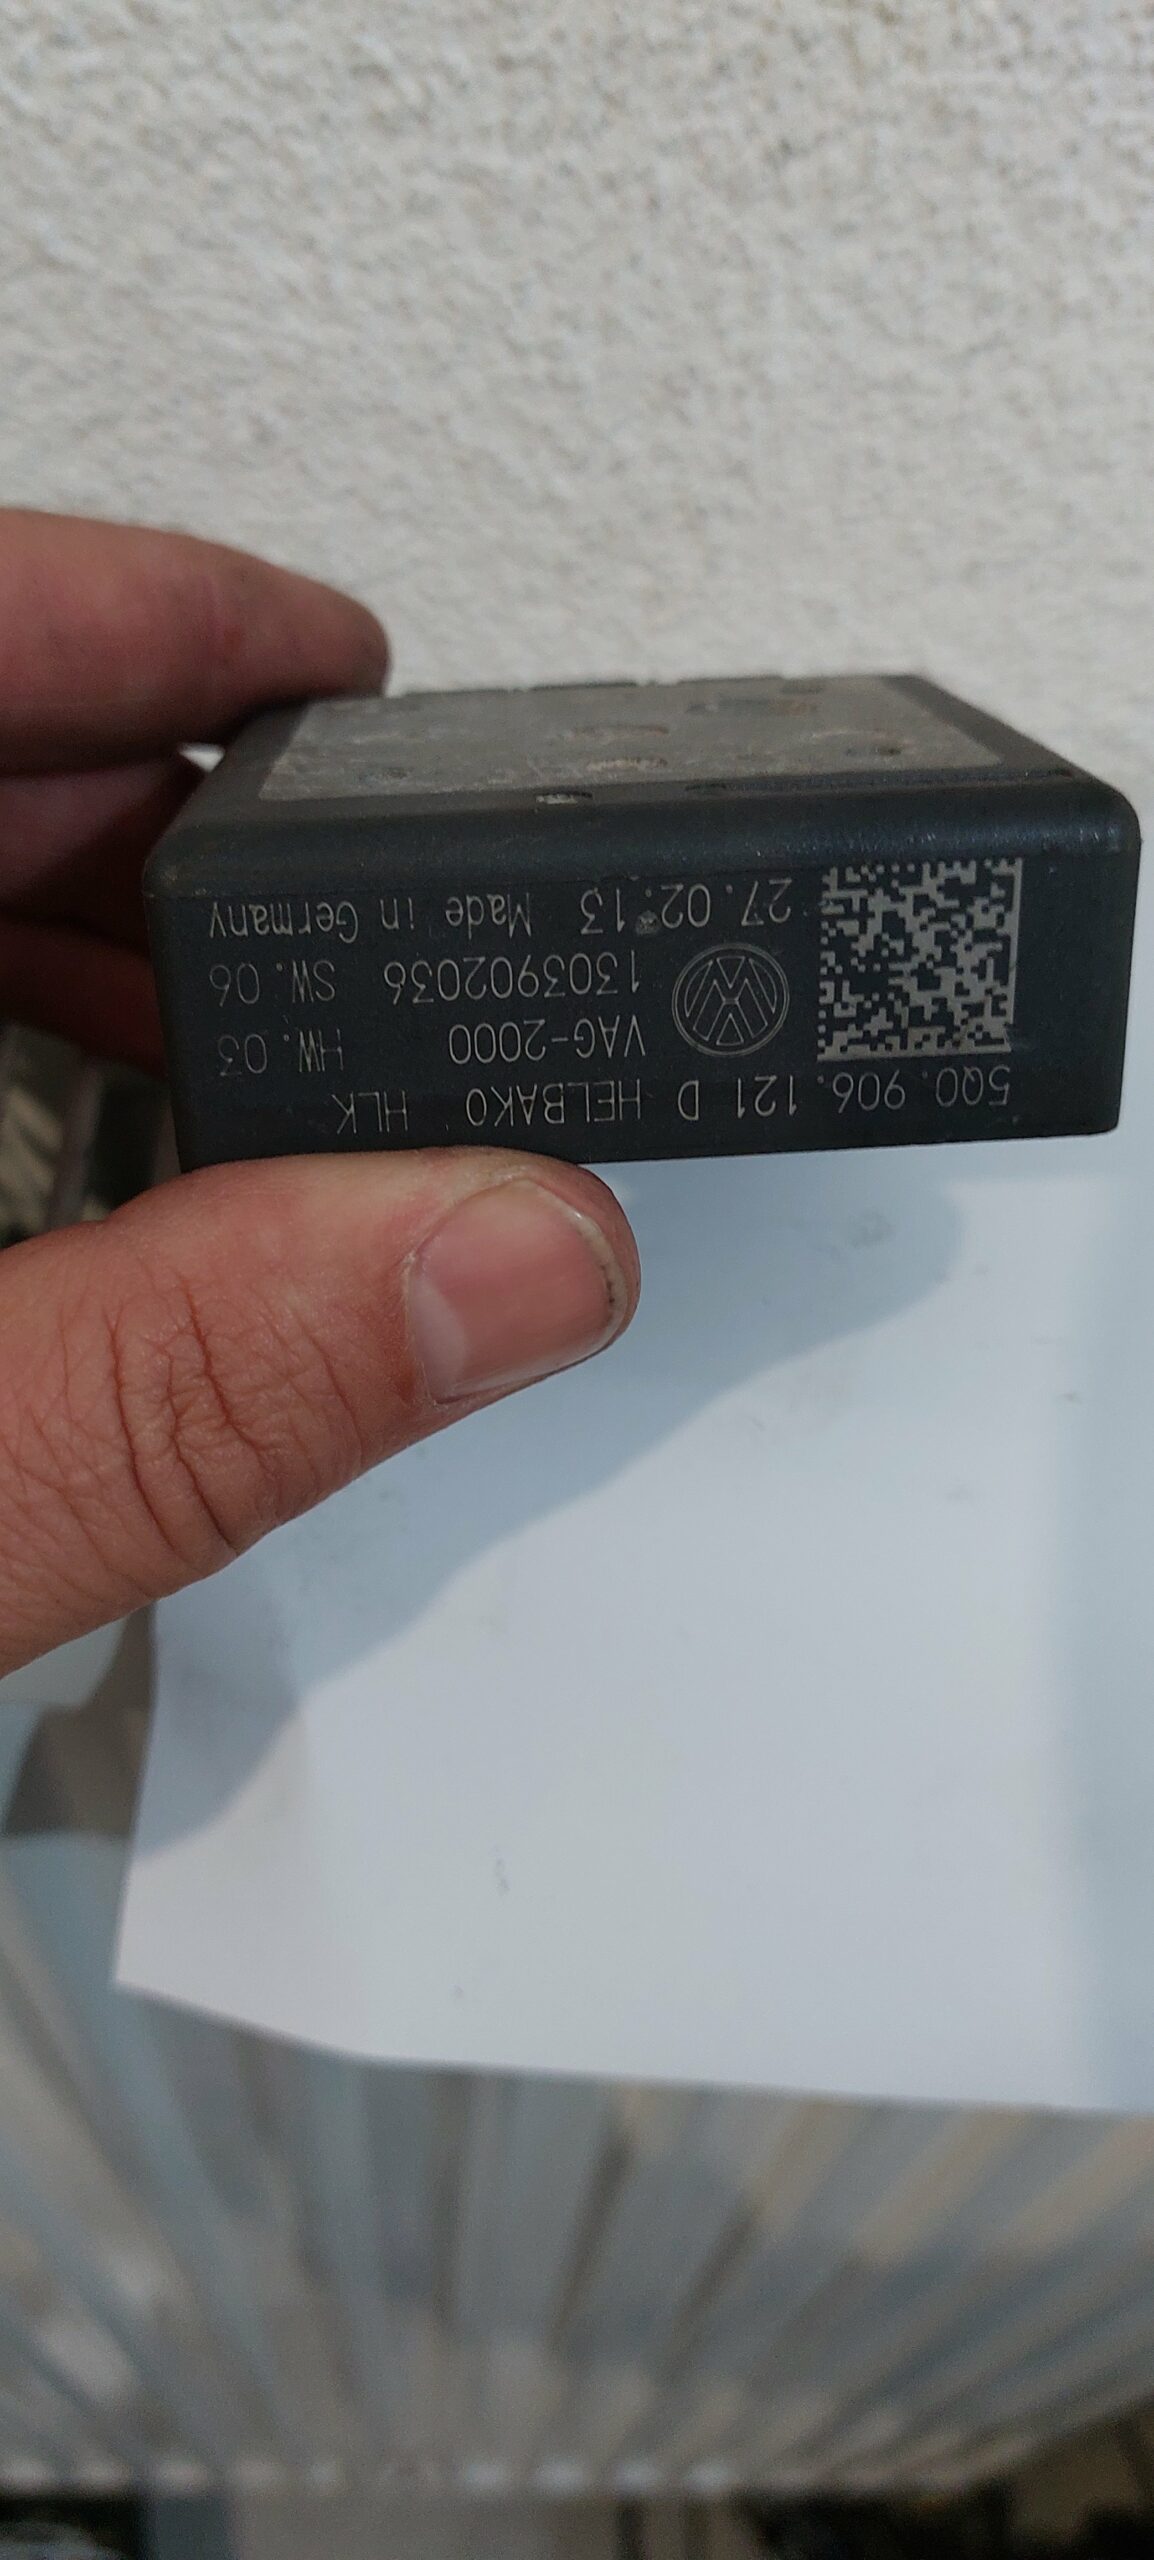 5Q0.906.121 D HELBAKO HLK
VAG-2000 HW.03
1303902036 SW.06
27.02.13 Made in Germany